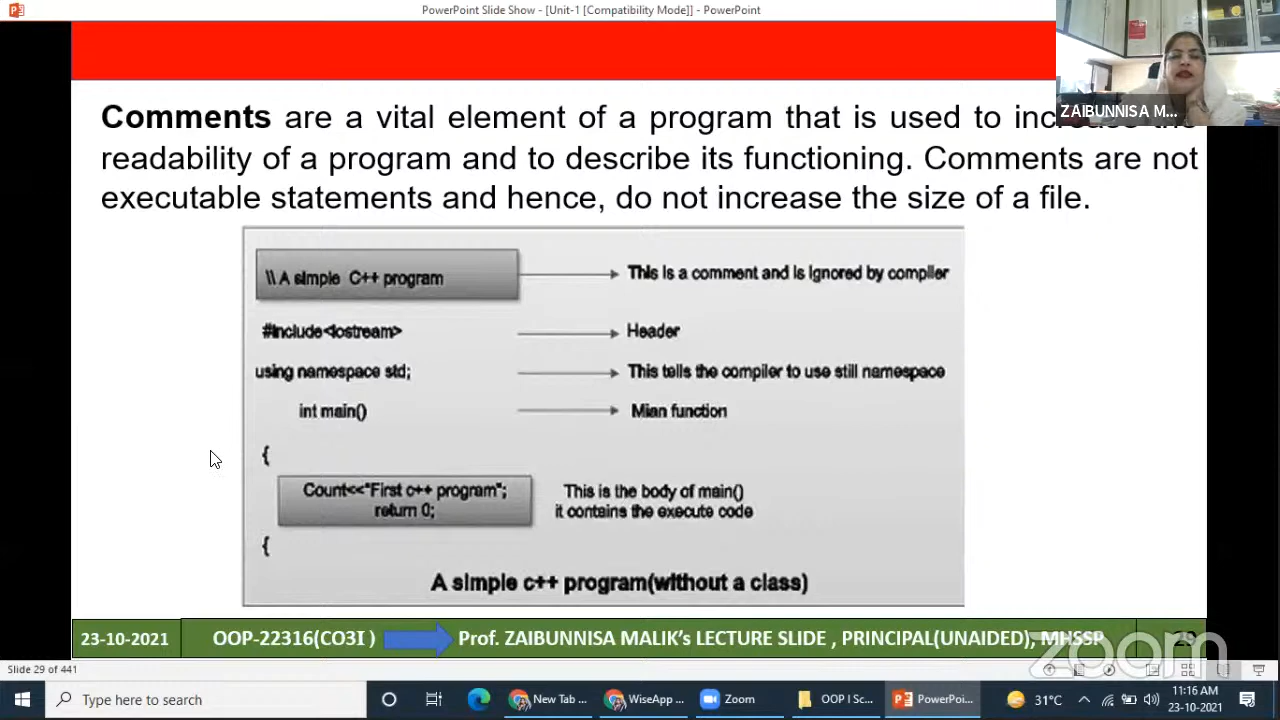 PowerPoint Slide Show - [Unit-1 [Compatibility Mode]] - PowerPoint
ZAIBUNNISA M...
Comments are a vital element of a program that is used to increase the
readability of a program and to describe its functioning. Comments are not
executable statements and hence, do not increase the size of a file.
\\ A simple C++ program
This is a comment and is ignored by compiler
#include<iostream>
Header
using namespace std;
This tells the compiler to use still namespace
int main()
Mian function
{
Count<<"First c++ program";
return 0;
This is the body of main()
it contains the execute code
{
A simple c++ program(without a class)
23-10-2021
OOP-22316(CO3I )
Prof. ZAIBUNNISA MALIK's LECTURE SLIDE , PRINCIPAL(UNAIDED), MHSSP
29
zoom
Slide 29 of 441
Type here to search
New Tab ...
WiseApp ...
Zoom
OOP I Sc...
PowerPoi...
31°C
11:16 AM
23-10-2021